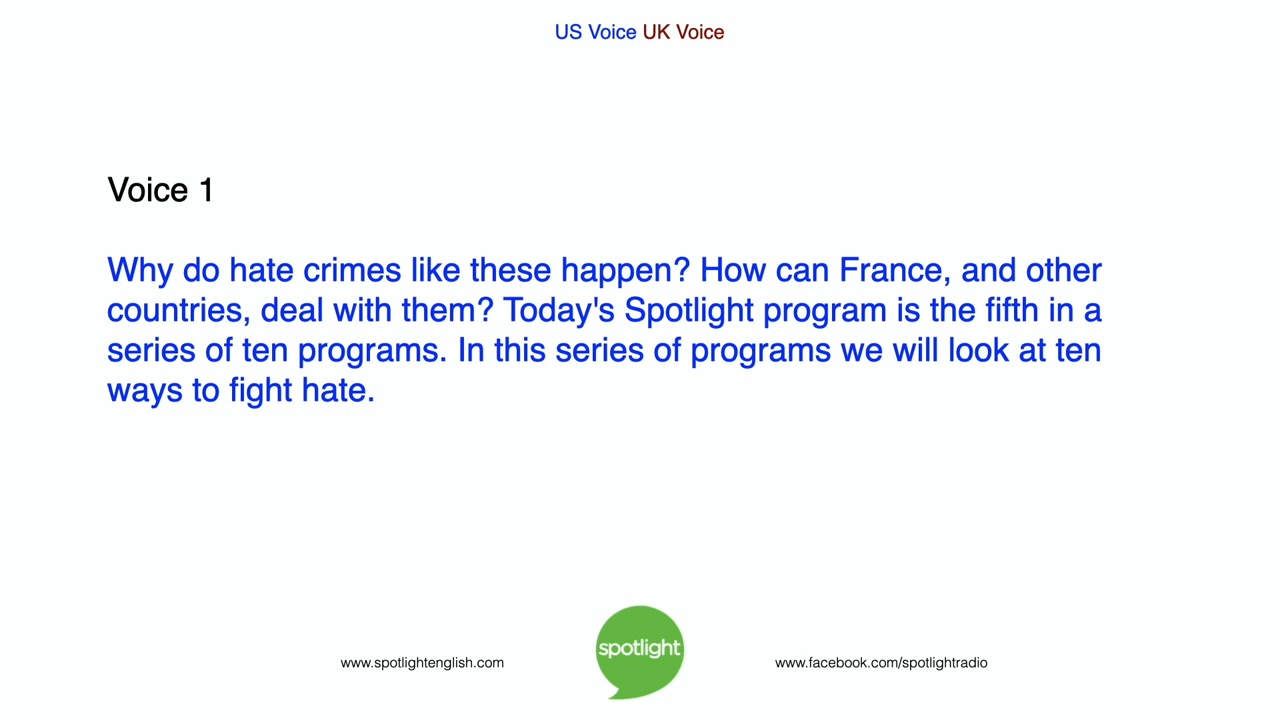 US Voice UK Voice
Voice 1
Why do hate crimes like these happen? How can France, and other
countries, deal with them? Today's Spotlight program is the fifth in a
series of ten programs. In this series of programs we will look at ten
ways to fight hate.
spotlight
www.spotlightenglish.com
www.facebook.com/spotlightradio